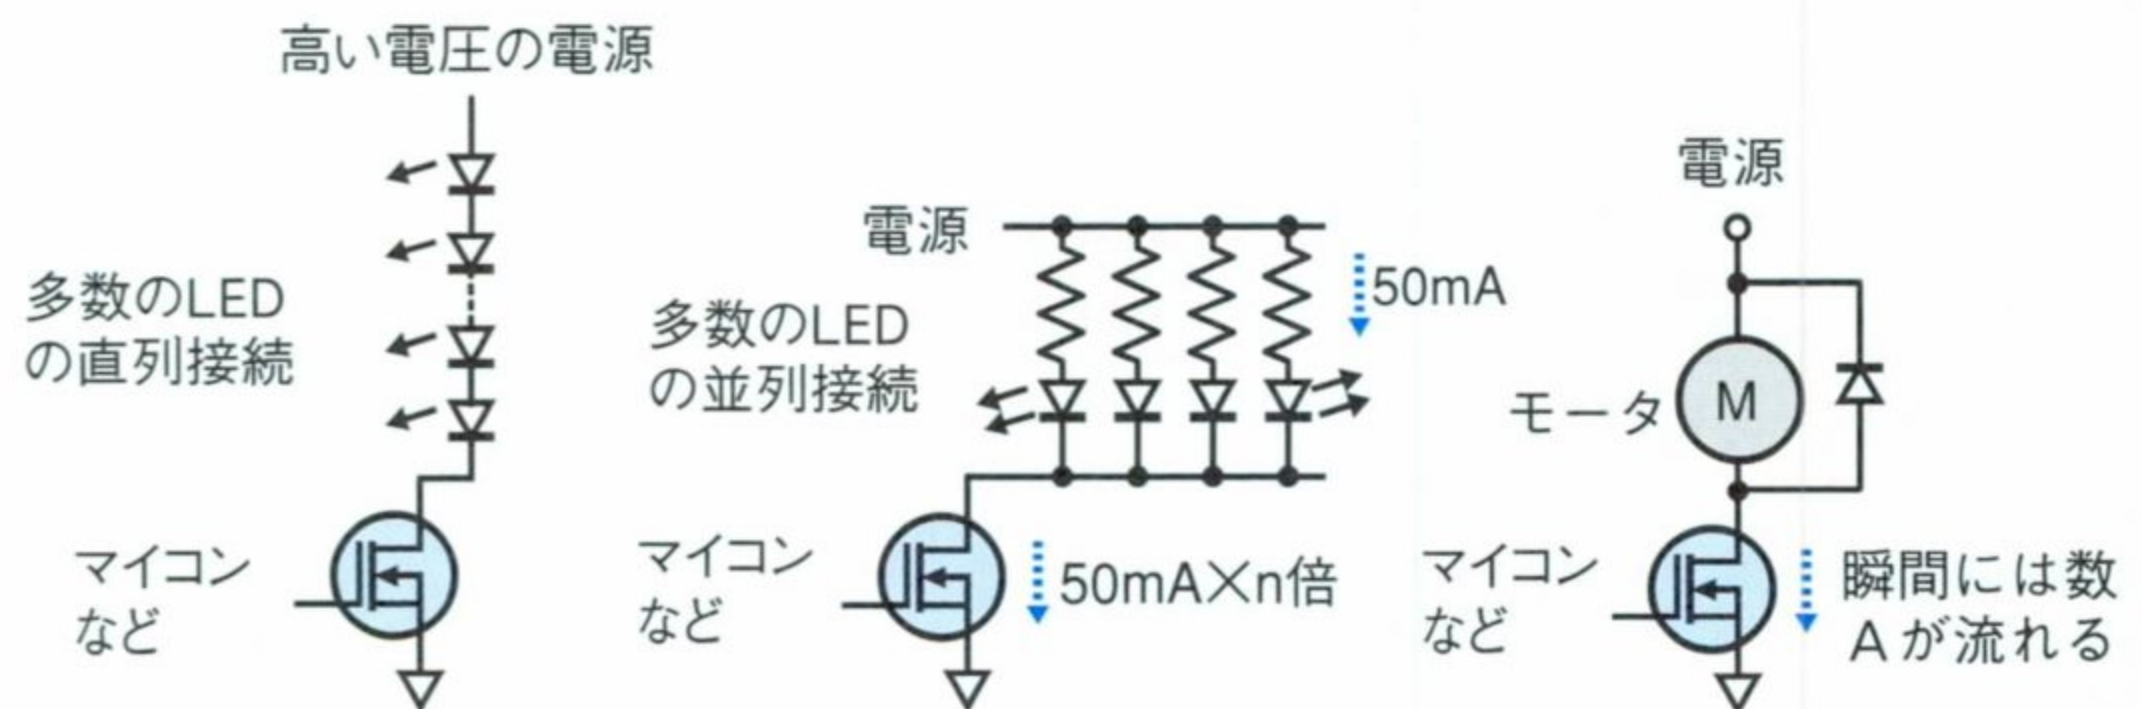 高い電圧の電源
多数のLED
の直列接続
マイコン
など
電源
多数のLED
の並列接続
50mA
マイコン
など
50mA×n倍
電源
モータ
M
マイコン
など
瞬間には数
Aが流れる